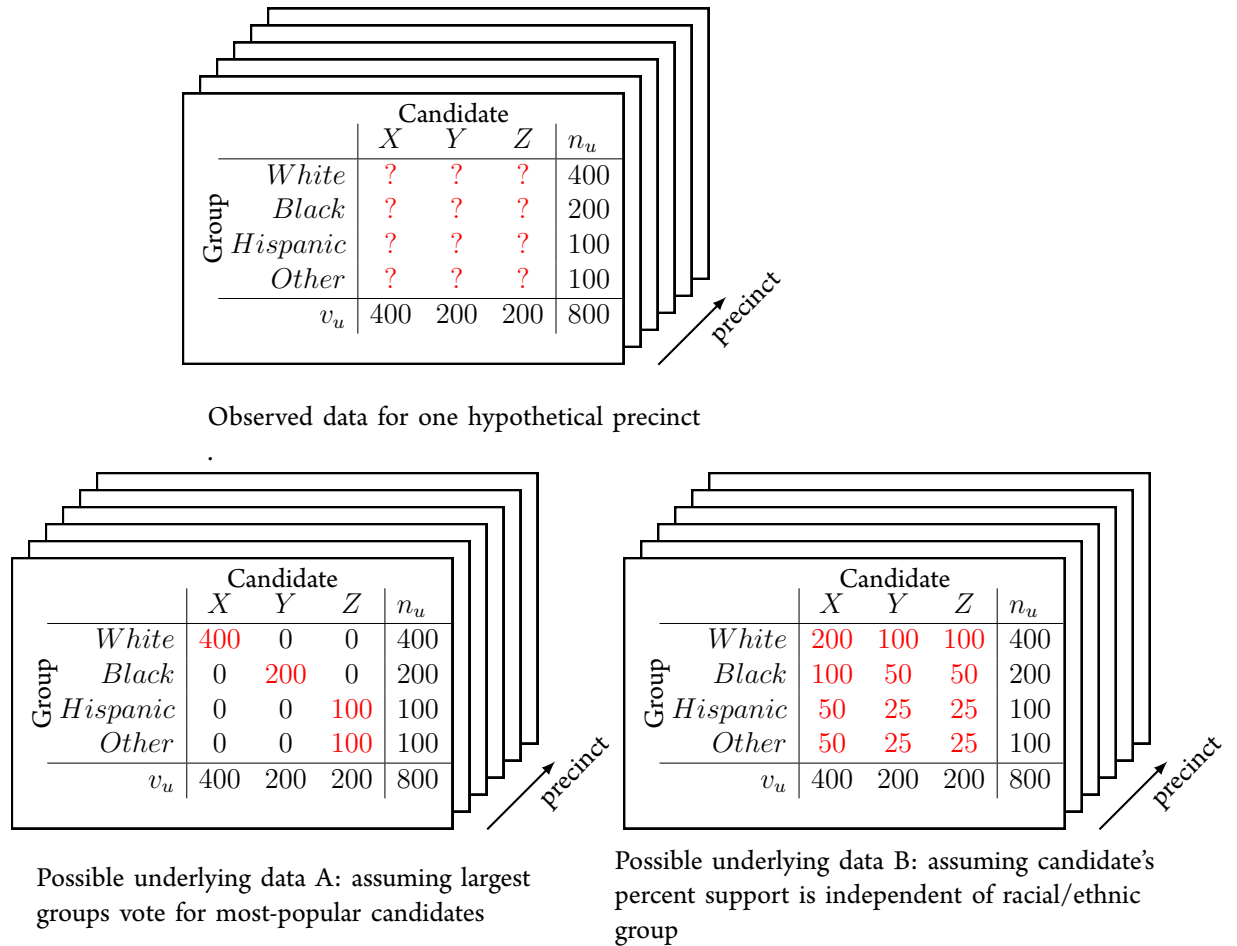 Candidate
X Y Z n_u
Group
White ? ? ? 400
Black ? ? ? 200
Hispanic ? ? ? 100
Other ? ? ? 100
v_u 400 200 200 800
precinct
Observed data for one hypothetical precinct
.
Candidate
X Y Z n_u
Group
White 400 0 0 400
Black 0 200 0 200
Hispanic 0 0 100 100
Other 0 0 100 100
v_u 400 200 200 800
precinct
Possible underlying data A: assuming largest
groups vote for most-popular candidates
Candidate
X Y Z n_u
Group
White 200 100 100 400
Black 100 50 50 200
Hispanic 50 25 25 100
Other 50 25 25 100
v_u 400 200 200 800
precinct
Possible underlying data B: assuming candidate's
percent support is independent of racial/ethnic
group